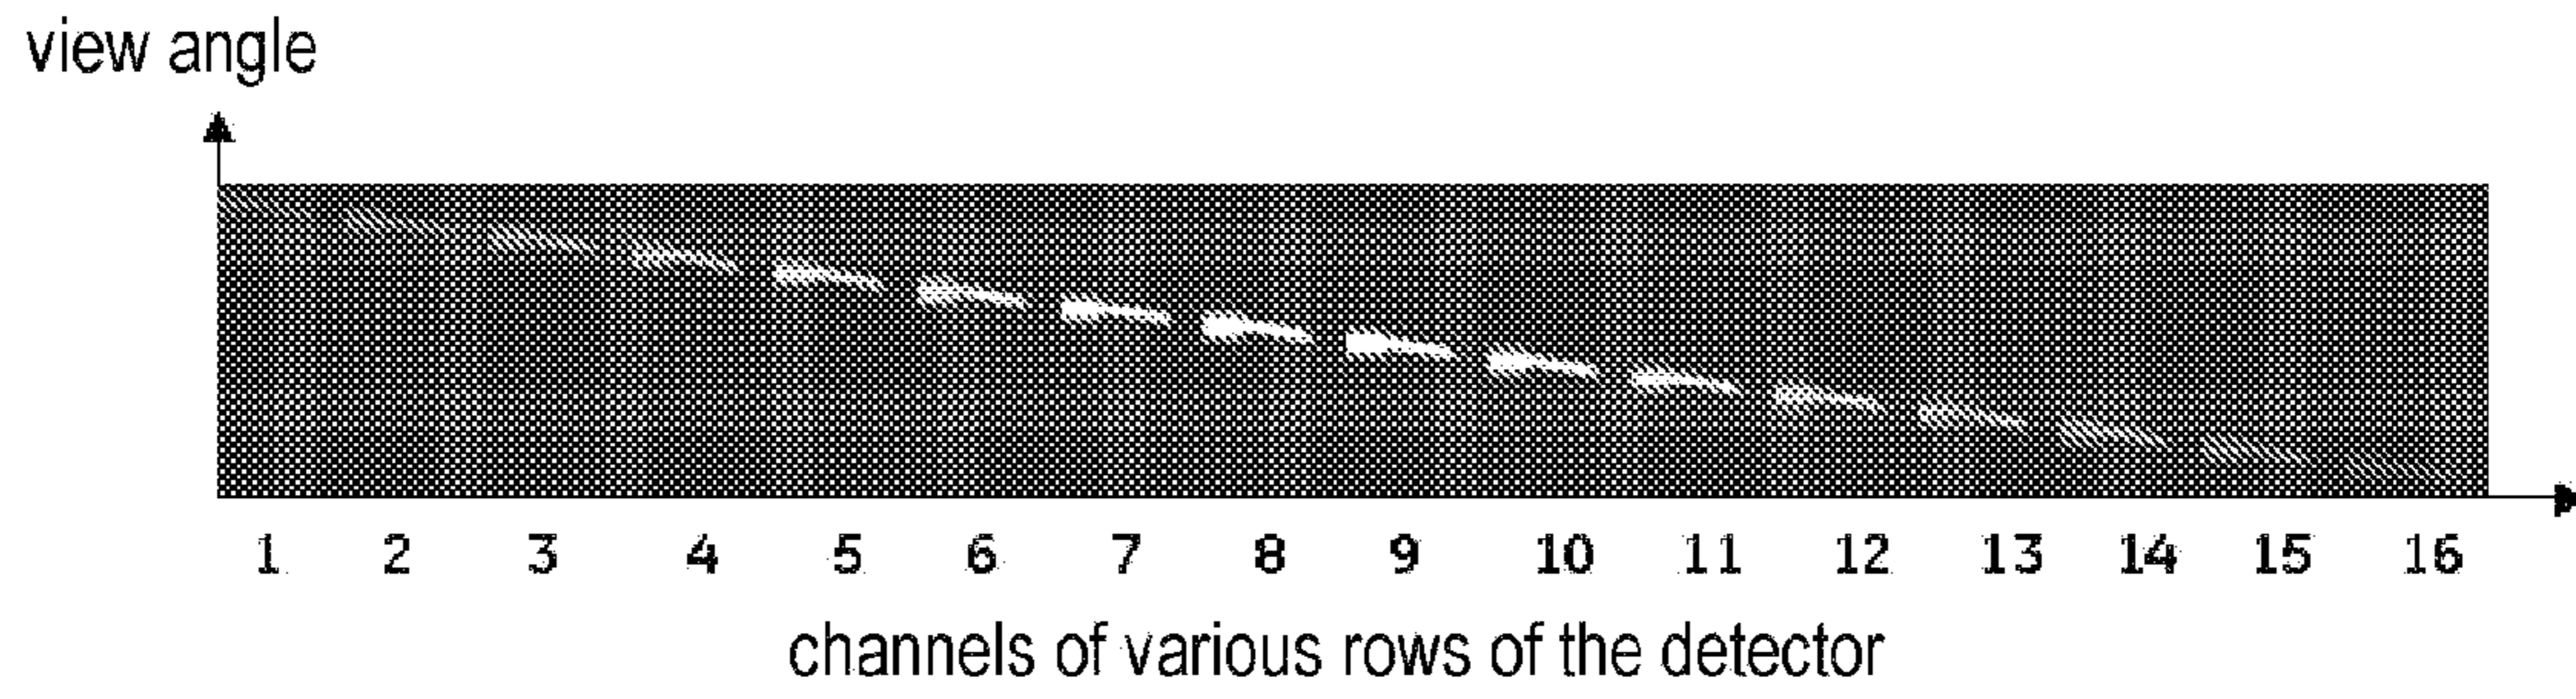 view angle
1 2 3 4 5 6 7 8 9 10 11 12 13 14 15 16
channels of various rows of the detector